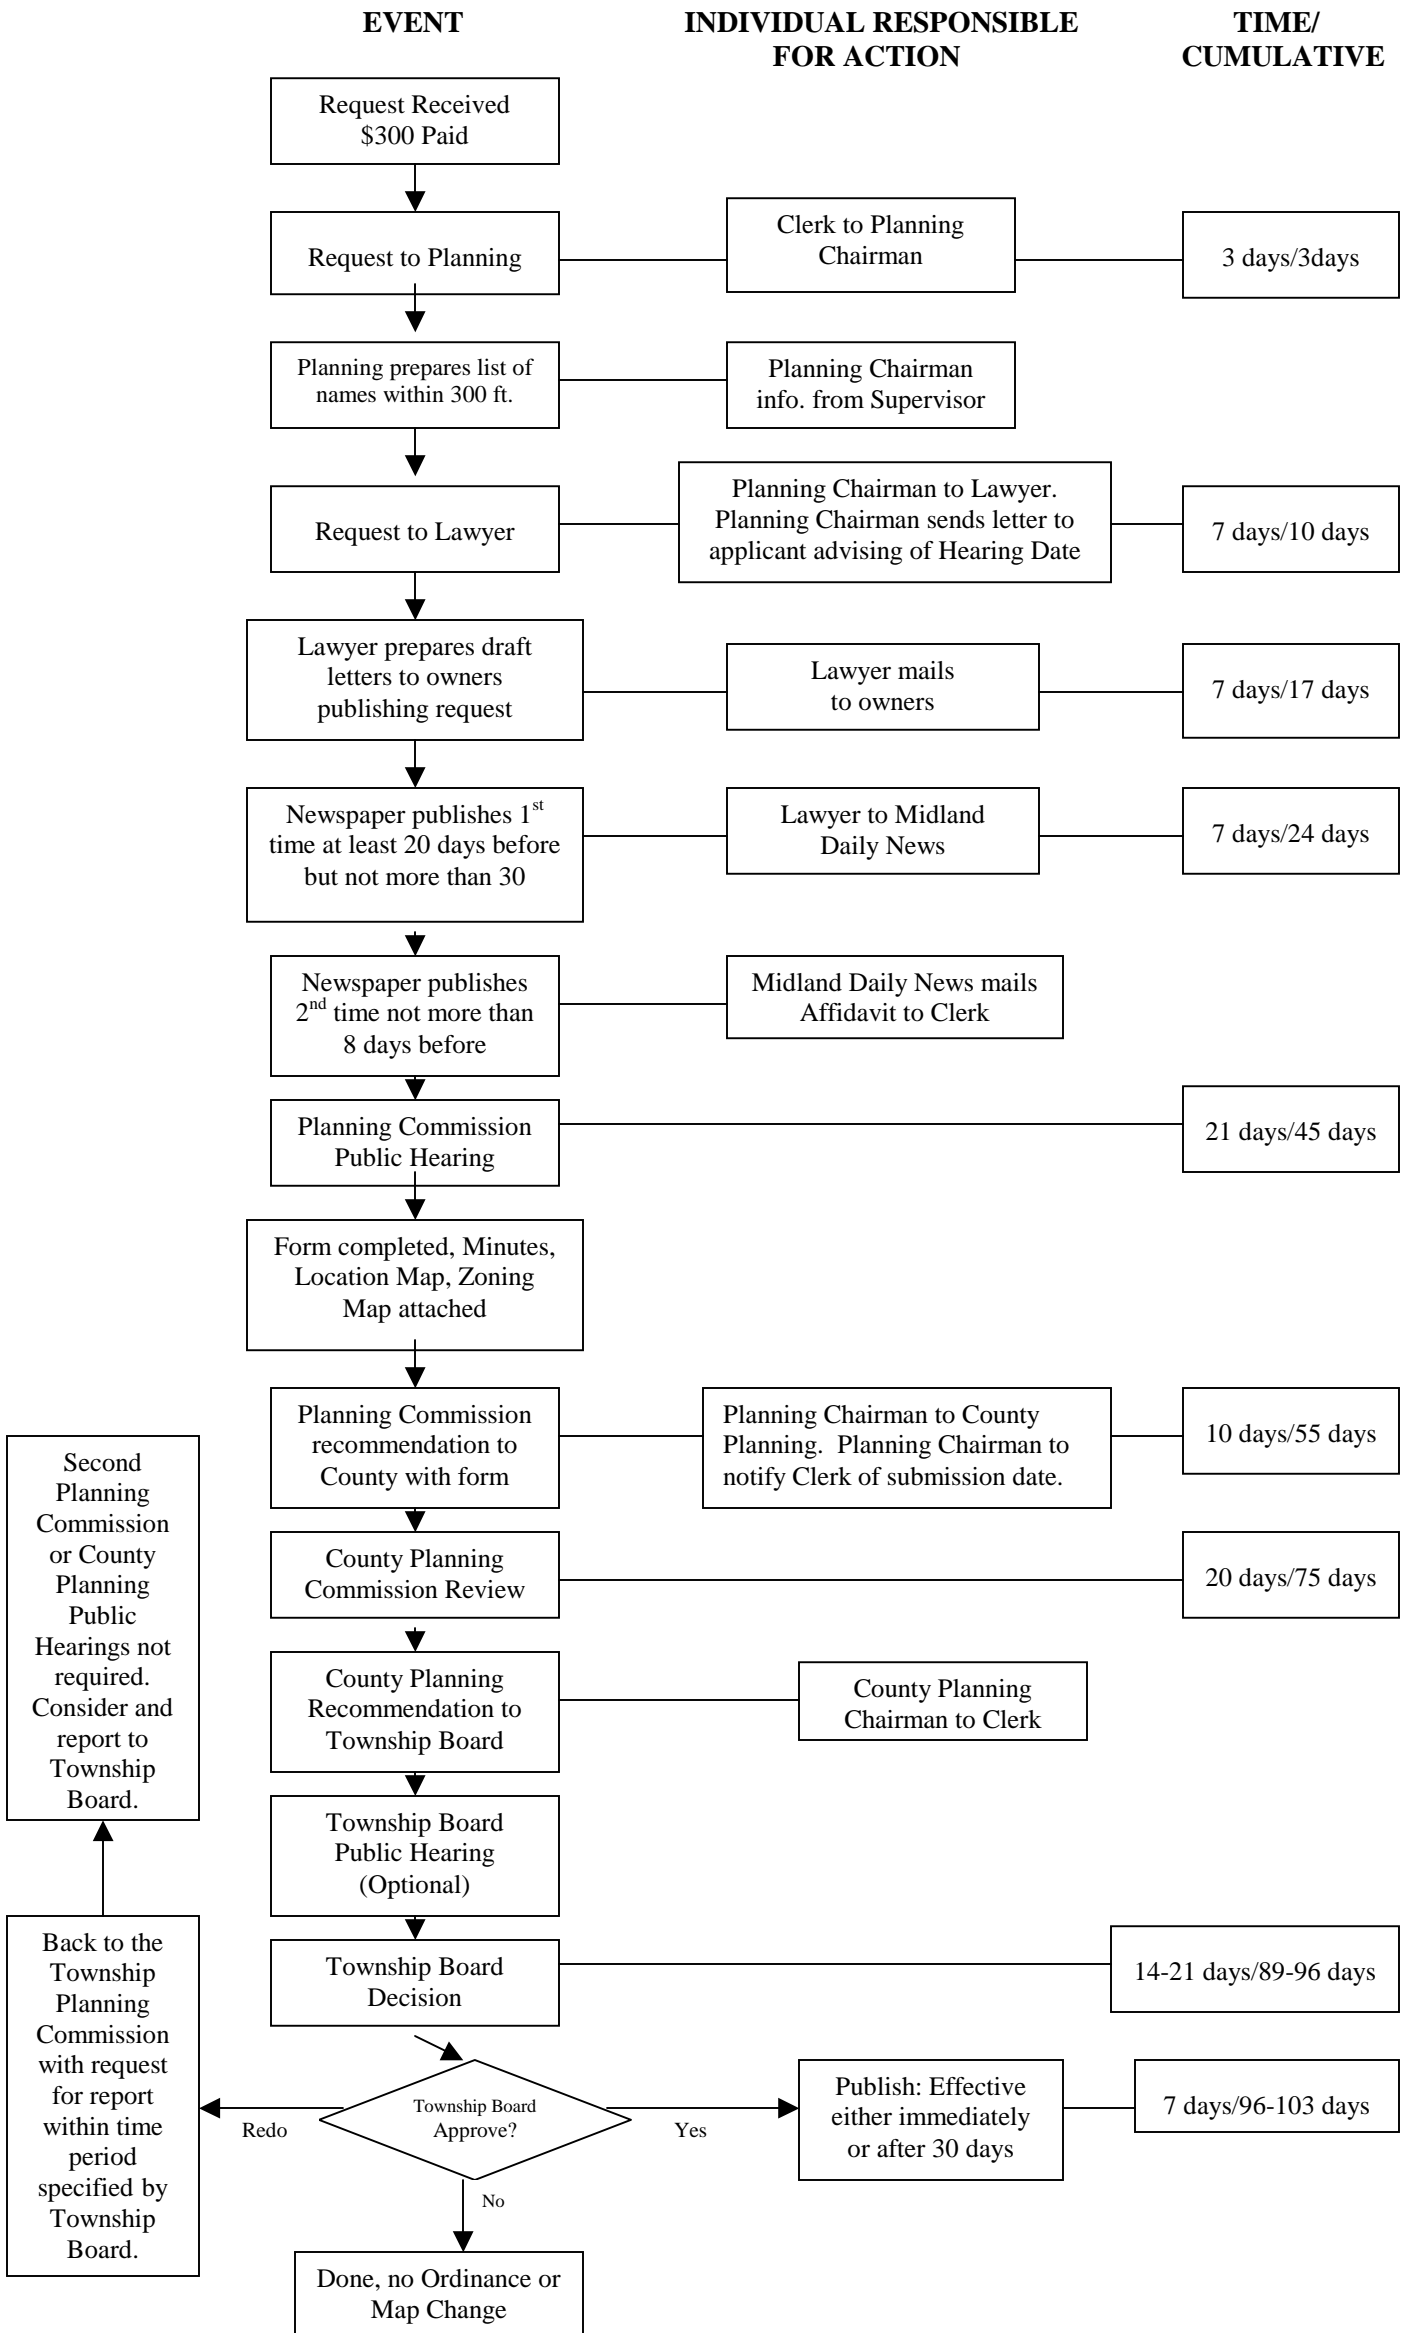 EVENT
INDIVIDUAL RESPONSIBLE
FOR ACTION
TIME/
CUMULATIVE
Request Received
$300 Paid
Request to Planning
Clerk to Planning
Chairman
3 days/3days
Planning prepares list of
names within 300 ft.
Planning Chairman
info. from Supervisor
Request to Lawyer
Planning Chairman to Lawyer.
Planning Chairman sends letter to
applicant advising of Hearing Date
7 days/10 days
Lawyer prepares draft
letters to owners
publishing request
Lawyer mails
to owners
7 days/17 days
Newspaper publishes 1st
time at least 20 days before
but not more than 30
Lawyer to Midland
Daily News
7 days/24 days
Newspaper publishes
2nd time not more than
8 days before
Midland Daily News mails
Affidavit to Clerk
Planning Commission
Public Hearing
21 days/45 days
Form completed, Minutes,
Location Map, Zoning
Map attached
Planning Commission
recommendation to
County with form
Planning Chairman to County
Planning. Planning Chairman to
notify Clerk of submission date.
10 days/55 days
County Planning
Commission Review
20 days/75 days
County Planning
Recommendation to
Township Board
County Planning
Chairman to Clerk
Township Board
Public Hearing
(Optional)
Township Board
Decision
14-21 days/89-96 days
Township Board
Approve?
Redo
Yes
No
Publish: Effective
either immediately
or after 30 days
7 days/96-103 days
Done, no Ordinance or
Map Change
Back to the
Township
Planning
Commission
with request
for report
within time
period
specified by
Township
Board.
Second
Planning
Commission
or County
Planning
Public
Hearings not
required.
Consider and
report to
Township
Board.